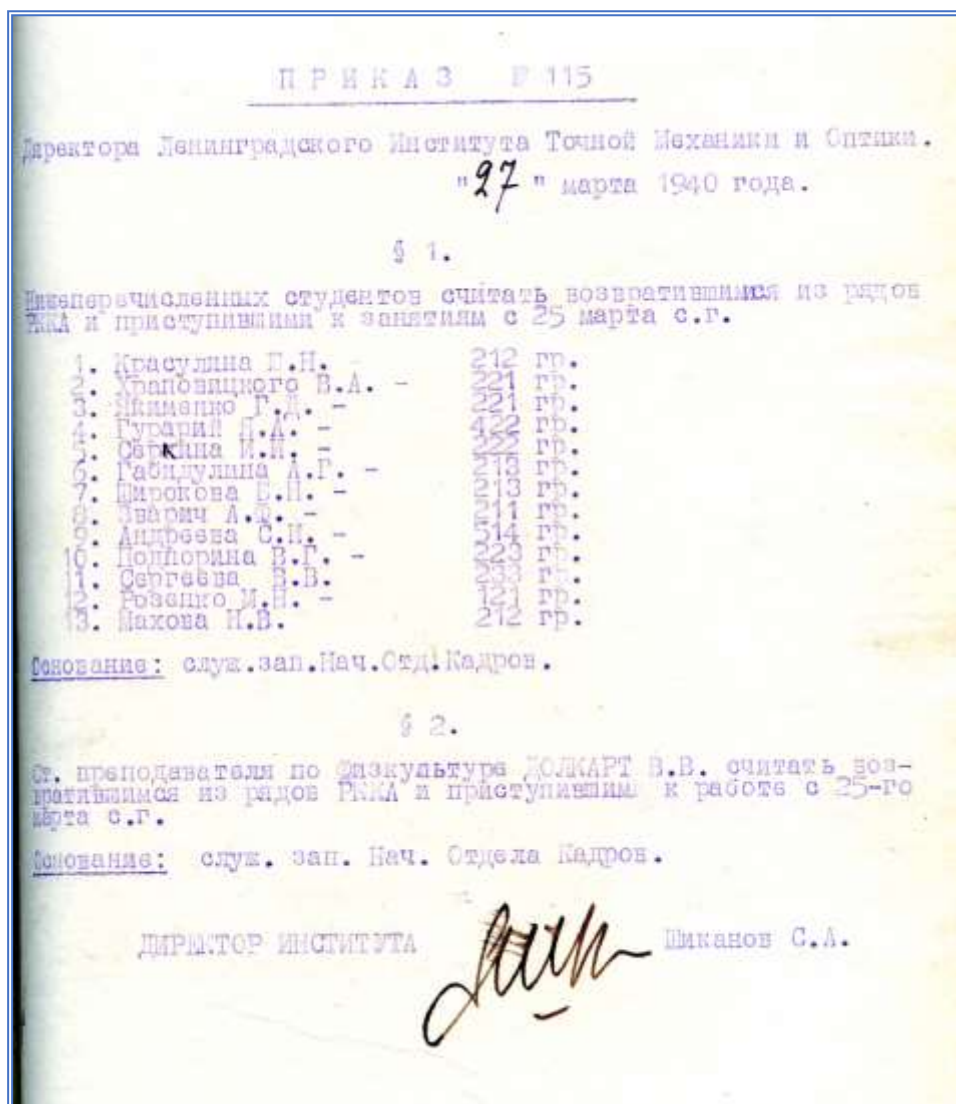 ПРИКАЗ № 115
Директора Ленинградского Института Точной Механики и Оптики.
"27" марта 1940 года.
§ 1.
Нижеперечисленных студентов считать возвратившимися из рядов
РККА и приступившими к занятиям с 25 марта с.г.
1. Красулина П.Н. - 212 гр.
2. Храповицкого В.А. - 221 гр.
3. Якименко Г.Д. - 221 гр.
4. Гурарий Я.А. - 422 гр.
5. Серкина И.И. - 222 гр.
6. Габидулина А.Г. - 213 гр.
7. Широкова - 213 гр.
8. Зварич А.Ф. - 211 гр.
9. Андреева С.И. - 514 гр.
10. Подпорина В.Г. - 223 гр.
11. Сергеева В.В. 233 гр.
12. Розенко М.Н. - 121 гр.
13. Махова Н.В. 212 гр.
Основание: служ.зап.Нач.Отд.Кадров.
§ 2.
Ст. преподавателя по физкультуре ДОЛКАРТ В.В. считать воз-
вратившимся из рядов РККА и приступившим к работе с 25-го
марта с.г.
Основание: служ. зап. Нач. Отдела Кадров.
ДИРЕКТОР ИНСТИТУТА Шиканов С.А.